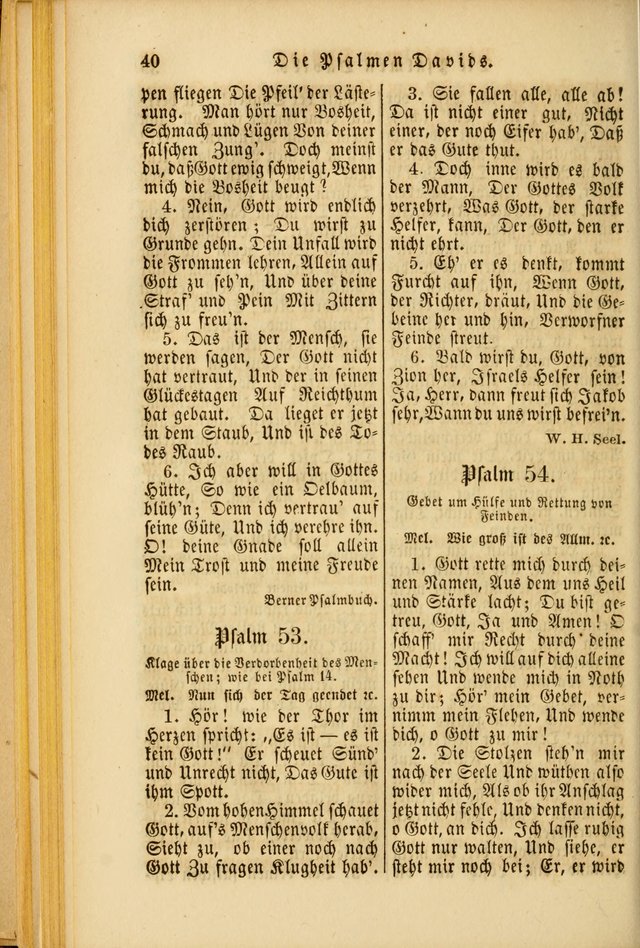 40
Die Psalmen Davids.
pen fliegen Die Pfeil' der Läste-
rung. Man hört nur Bosheit,
Schmach und Lügen Von deiner
falschen Zung'. Doch meinst
du, daß Gott ewig schweigt, Wenn
mich die Bosheit beugt?
4. Nein, Gott wird endlich
dich zerstören; Du wirst zu
Grunde gehn. Dein Unfall wird
die Frommen lehren, Allein auf
Gott zu seh'n, Und über deine
Straf' und Pein Mit Zittern
sich zu freu'n.
5. Das ist der Mensch, sie
werden sagen, Der Gott nicht
hat vertraut, Und der in seinen
Glückestagen Auf Reichthum
hat gebaut. Da lieget er jetzt
in dem Staub, Und ist des To-
des Raub.
6. Ich aber will in Gottes
Hütte, So wie ein Oelbaum,
blüh'n; Denn ich vertrau' auf
seine Güte, Und ich verehre ihn.
O! deine Gnade soll allein
Mein Trost und meine Freude
sein.
Berner Psalmbuch.
Psalm 53.
Klage über die Verdorbenheit des Men-
schen; wie bei Psalm 14.
Mel. Nun sich der Tag geendet ꝛc.
1. Hör! wie der Thor im
Herzen spricht: „Es ist — es ist
kein Gott!" Er scheuet Sünd'
und Unrecht nicht, Das Gute ist
ihm Spott.
2. Vom hohen Himmel schauet
Gott, auf's Menschenvolk herab,
Sieht zu, ob einer noch nach
Gott Zu fragen Klugheit hab'.
3. Sie fallen alle, alle ab!
Da ist nicht einer gut, Nicht
einer, der noch Eifer hab', Daß
er das Gute thut.
4. Doch inne wird es bald
der Mann, Der Gottes Volk
verzehrt, Was Gott, der starke
Helfer, kann, Der Gott, den er
nicht ehrt.
5. Eh' er es denkt, kommt
Furcht auf ihn, Wenn Gott,
der Richter, dräut, Und die Ge-
beine her und hin, Verworfner
Feinde streut.
6. Bald wirst du, Gott, von
Zion her, Israels Helfer sein!
Ja, Herr, dann freut sich Jakob
sehr, Wann du uns wirst befrei'n.
W. H. Seel.
Psalm 54.
Gebet um Hülfe und Rettung von
Feinden.
Mel. Wie groß ist des Allm. ꝛc.
1. Gott rette mich durch dei-
nen Namen, Aus dem uns Heil
und Stärke lacht; Du bist ge-
treu, Gott, Ja und Amen! O
schaff' mir Recht durch deine
Macht! Ich will auf dich alleine
sehen Und wende mich in Noth
zu dir; Hör' mein Gebet, ver-
nimm mein Flehen, Und wende
dich, o Gott zu mir!
2. Die Stolzen steh'n mir
nach der Seele Und wüthen also
wider mich, Als ob ihr Anschlag
jetzt nicht fehle, Und denken nicht,
o Gott, an dich. Ich lasse ruhig
Gott nur walten, Und siehe, er
steht mir noch bei; Er, er wird